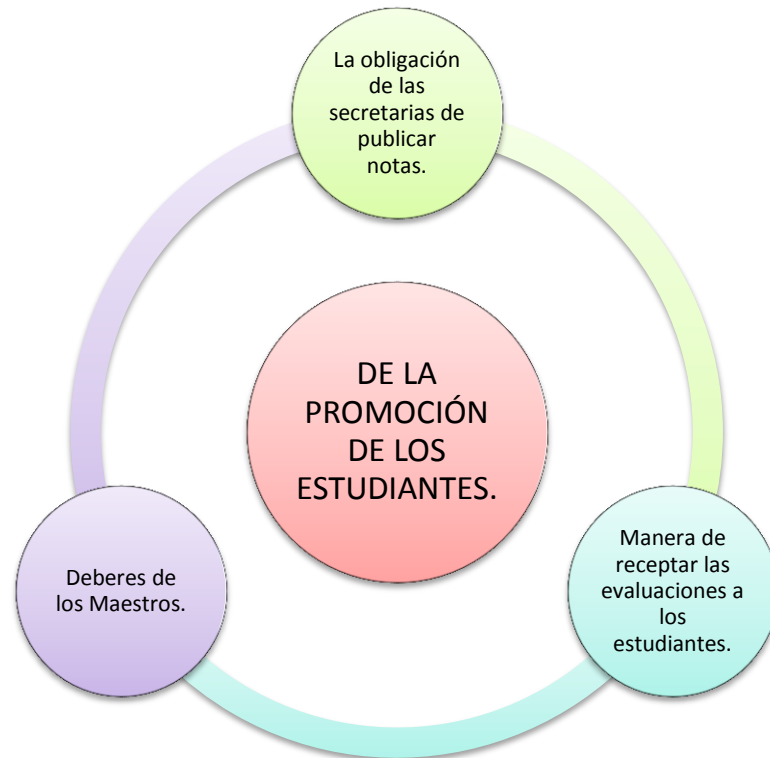 La obligación
de las
secretarias de
publicar
notas.
DE LA
PROMOCIÓN
DE LOS
ESTUDIANTES.
Manera de
receptar las
evaluaciones a
los
estudiantes.
Deberes de
los Maestros.